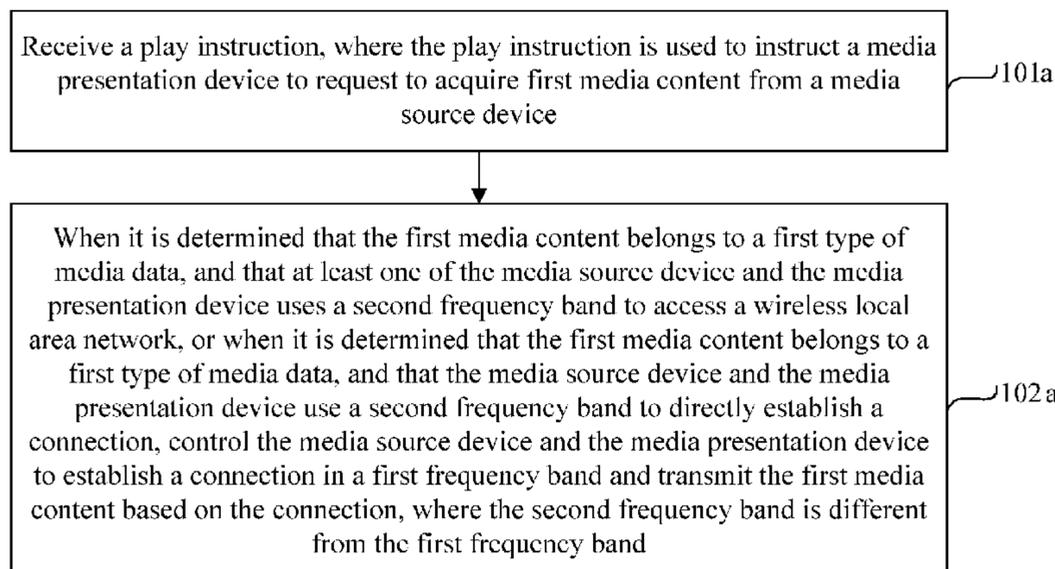 Receive a play instruction, where the play instruction is used to instruct a media
presentation device to request to acquire first media content from a media
source device
101a
When it is determined that the first media content belongs to a first type of
media data, and that at least one of the media source device and the media
presentation device uses a second frequency band to access a wireless local
area network, or when it is determined that the first media content belongs to a
first type of media data, and that the media source device and the media
presentation device use a second frequency band to directly establish a
connection, control the media source device and the media presentation device
to establish a connection in a first frequency band and transmit the first media
content based on the connection, where the second frequency band is different
from the first frequency band
102a